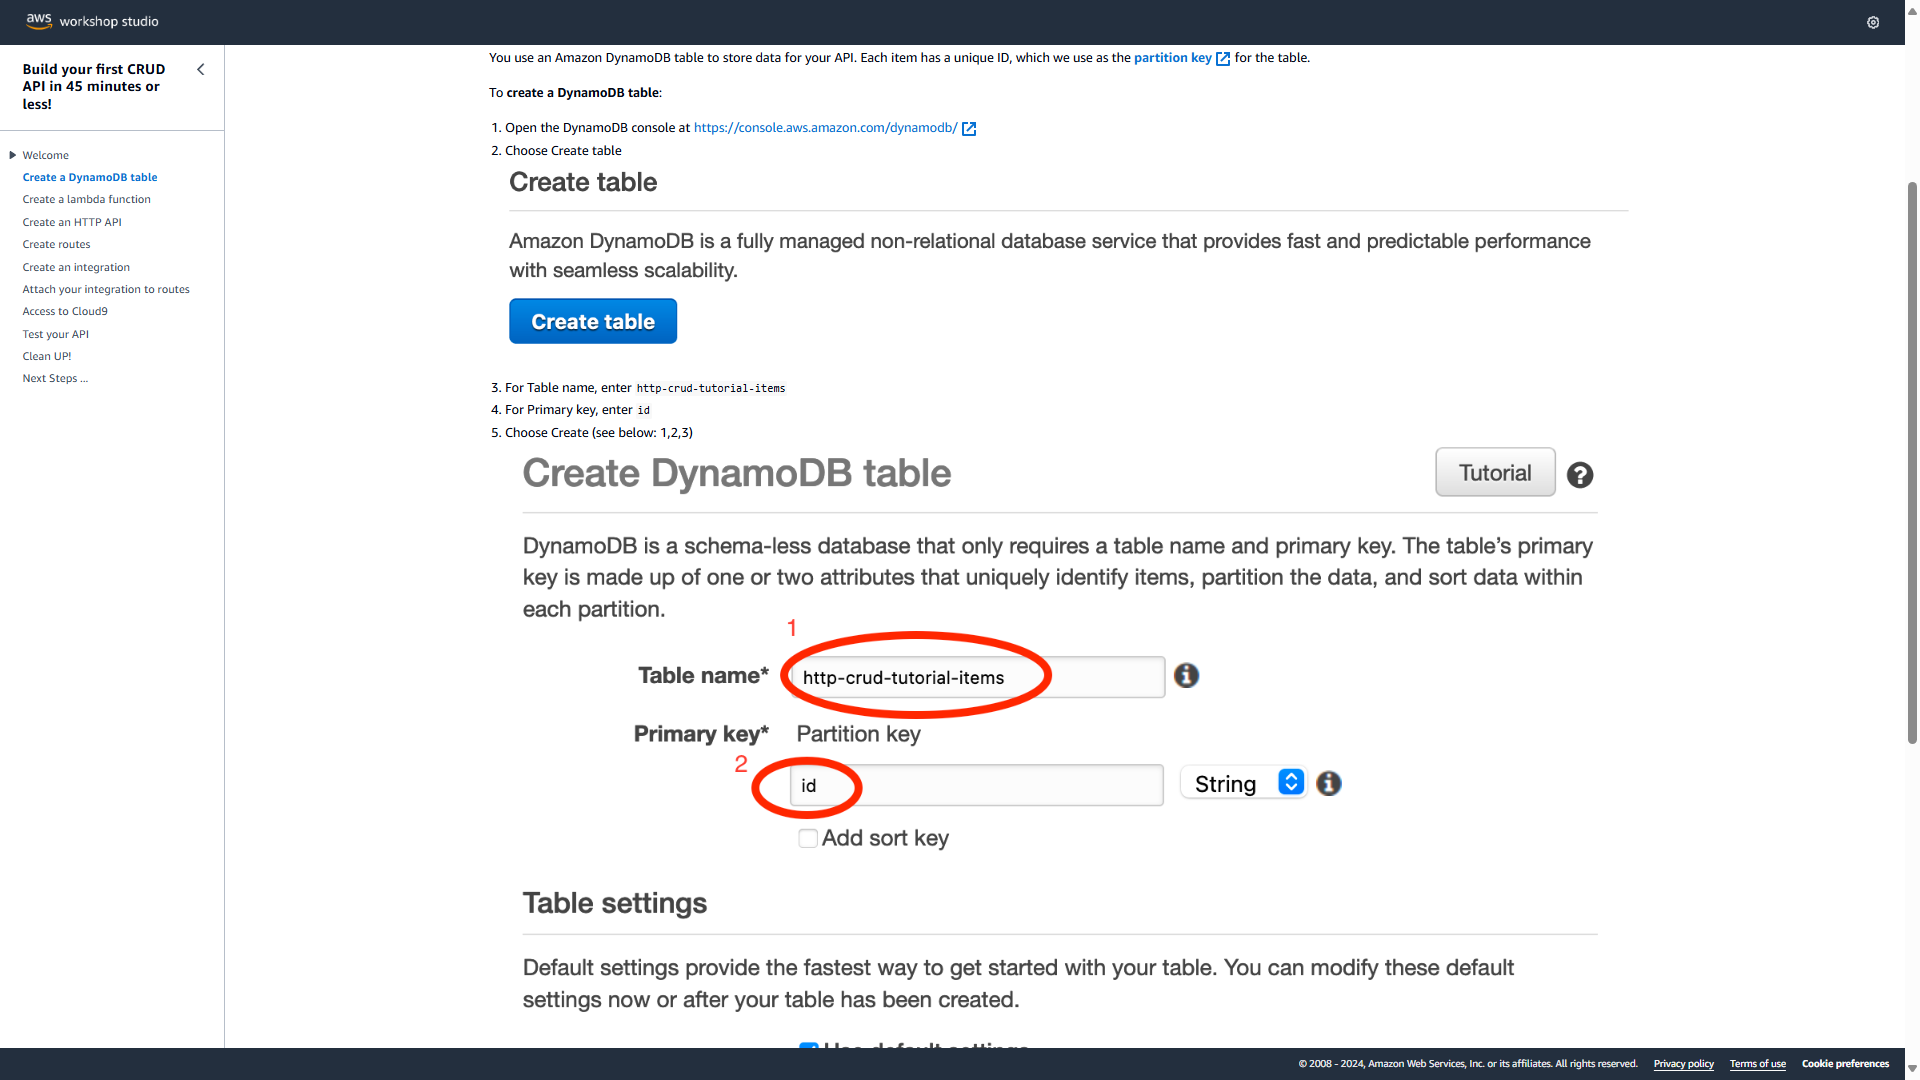 aws workshop studio
Build your first CRUD
API in 45 minutes or
less!
Welcome
Create a DynamoDB table
Create a lambda function
Create an HTTP API
Create routes
Create an integration
Attach your integration to routes
Access to Cloud9
Test your API
Clean UP!
Next Steps ...
You use an Amazon DynamoDB table to store data for your API. Each item has a unique ID, which we use as the partition key for the table.
To create a DynamoDB table:
1. Open the DynamoDB console at https://console.aws.amazon.com/dynamodb/
2. Choose Create table
Create table
Amazon DynamoDB is a fully managed non-relational database service that provides fast and predictable performance
with seamless scalability.
Create table
3. For Table name, enter http-crud-tutorial-items
4. For Primary key, enter id
5. Choose Create (see below: 1,2,3)
Create DynamoDB table
Tutorial
?
DynamoDB is a schema-less database that only requires a table name and primary key. The table's primary
key is made up of one or two attributes that uniquely identify items, partition the data, and sort data within
each partition.
1
Table name* http-crud-tutorial-items
Primary key* Partition key
2
id String
Add sort key
Table settings
Default settings provide the fastest way to get started with your table. You can modify these default
settings now or after your table has been created.
Use default settings
© 2008 - 2024, Amazon Web Services, Inc. or its affiliates. All rights reserved. Privacy policy Terms of use Cookie preferences